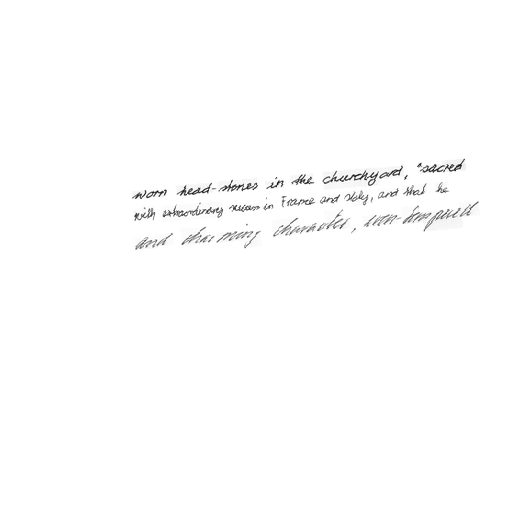 worn head-stones in the churchyard, "sacred
with extraordinary success in France and Italy, and that he
and charming character, even-tempered